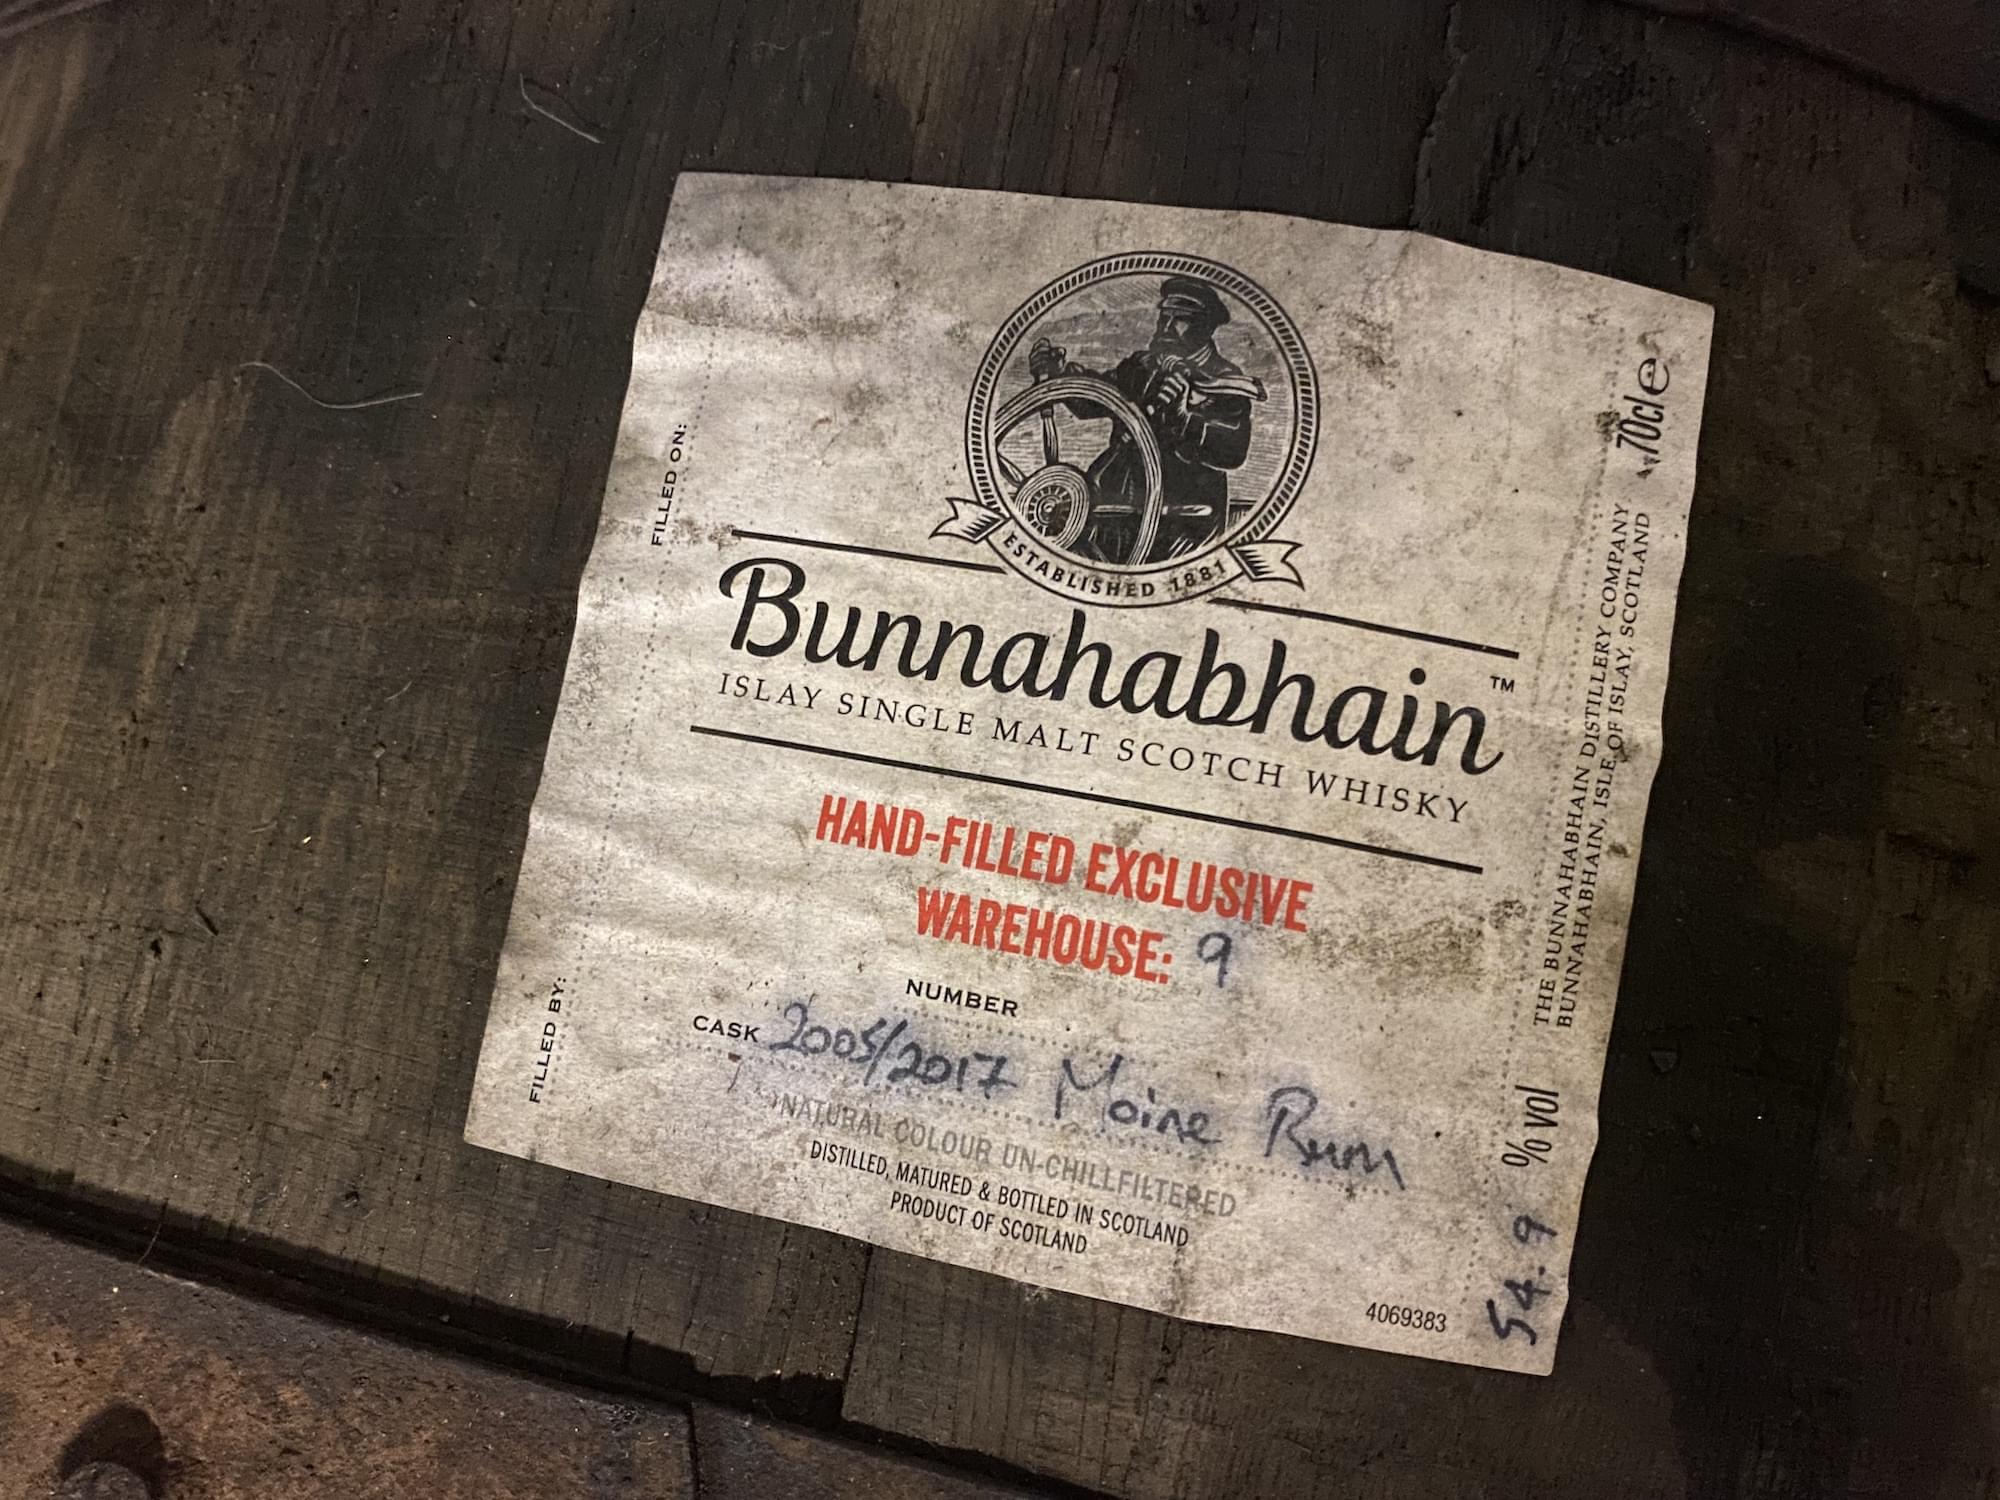 ESTABLISHED 1881
Bunnahabhain™
ISLAY SINGLE MALT SCOTCH WHISKY
HAND-FILLED EXCLUSIVE
WAREHOUSE: 9
NUMBER
CASK 2005/2017 Moine Rum
NATURAL COLOUR UN-CHILLFILTERED
DISTILLED, MATURED & BOTTLED IN SCOTLAND
PRODUCT OF SCOTLAND
4069383
FILLED BY:
FILLED ON:
54.9 % vol
THE BUNNAHABHAIN DISTILLERY COMPANY
BUNNAHABHAIN, ISLE OF ISLAY, SCOTLAND
70cl e